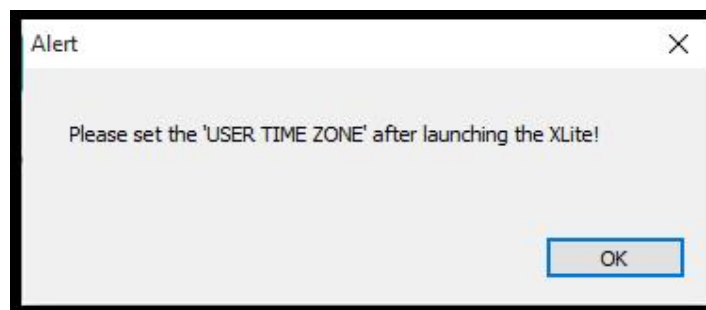 Alert
Please set the 'USER TIME ZONE' after launching the XLite!
OK